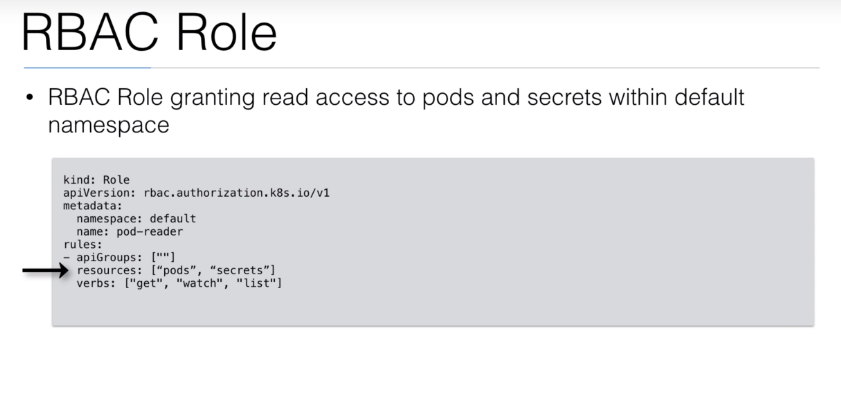 RBAC Role
• RBAC Role granting read access to pods and secrets within default
namespace
kind: Role
apiVersion: rbac.authorization.k8s.io/v1
metadata:
  namespace: default
  name: pod-reader
rules:
- apiGroups: [""]
  resources: [“pods”, “secrets”]
  verbs: ["get", "watch", "list"]